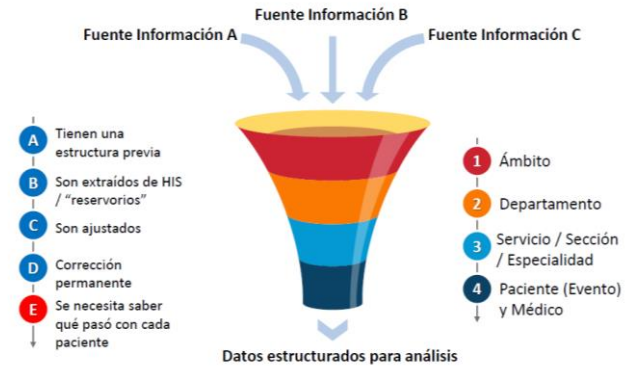 Fuente Información B
Fuente Información A
Fuente Información C
A
Tienen una
estructura previa
B
Son extraídos de HIS
/ "reservorios"
C
Son ajustados
D
Corrección
permanente
E
Se necesita saber
qué pasó con cada
paciente
1
Ámbito
2
Departamento
3
Servicio / Sección
/ Especialidad
4
Paciente (Evento)
y Médico
Datos estructurados para análisis